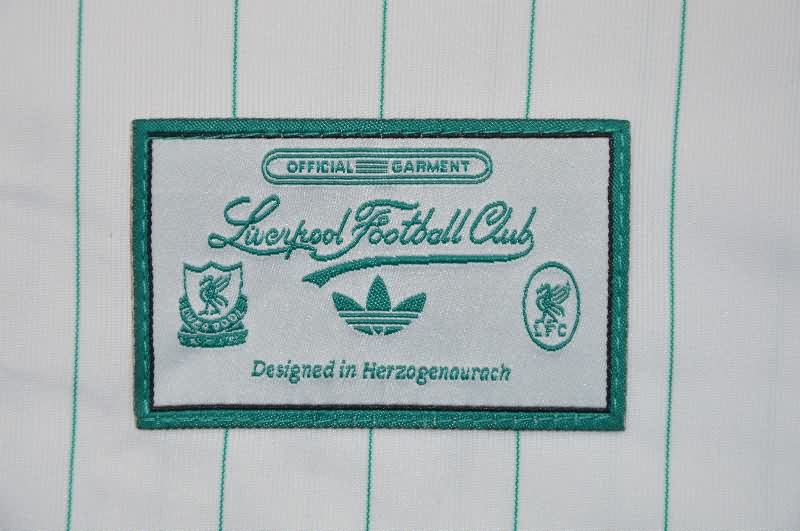 OFFICIAL GARMENT
Liverpool Football Club
LFC
Designed in Herzogenaurach